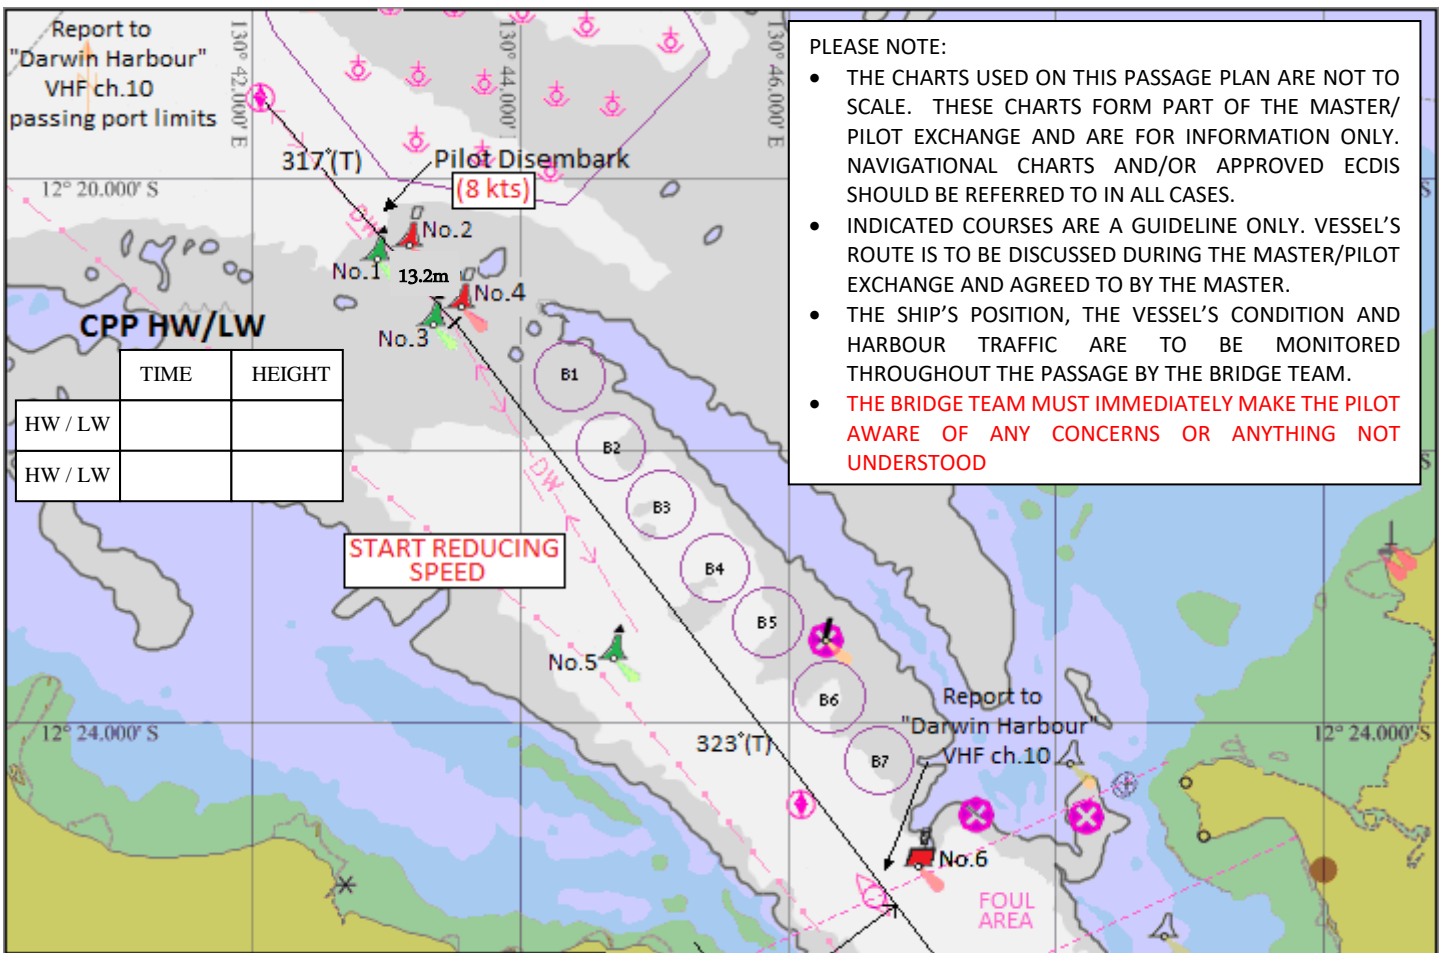 Report to
"Darwin Harbour"
VHF ch.10
passing port limits
130° 42.000' E
130° 44.000' E
130° 46.000' E
PLEASE NOTE:
• THE CHARTS USED ON THIS PASSAGE PLAN ARE NOT TO
SCALE. THESE CHARTS FORM PART OF THE MASTER/
PILOT EXCHANGE AND ARE FOR INFORMATION ONLY.
NAVIGATIONAL CHARTS AND/OR APPROVED ECDIS
SHOULD BE REFERRED TO IN ALL CASES.
• INDICATED COURSES ARE A GUIDELINE ONLY. VESSEL'S
ROUTE IS TO BE DISCUSSED DURING THE MASTER/PILOT
EXCHANGE AND AGREED TO BY THE MASTER.
• THE SHIP'S POSITION, THE VESSEL'S CONDITION AND
HARBOUR TRAFFIC ARE TO BE MONITORED
THROUGHOUT THE PASSAGE BY THE BRIDGE TEAM.
• THE BRIDGE TEAM MUST IMMEDIATELY MAKE THE PILOT
AWARE OF ANY CONCERNS OR ANYTHING NOT
UNDERSTOOD
317°(T)
Pilot Disembark
(8 kts)
12° 20.000' S
S
DW
No.2
No.1
13.2m
No.4
No.3
CPP HW/LW
TIME HEIGHT
HW / LW
HW / LW
B1
B2
B3
B4
B5
B6
B7
DW
S
START REDUCING
SPEED
No.5
Report to
"Darwin Harbour"
VHF ch.10
12° 24.000' S
323°(T)
12° 24.000' S
No.6
FOUL
AREA